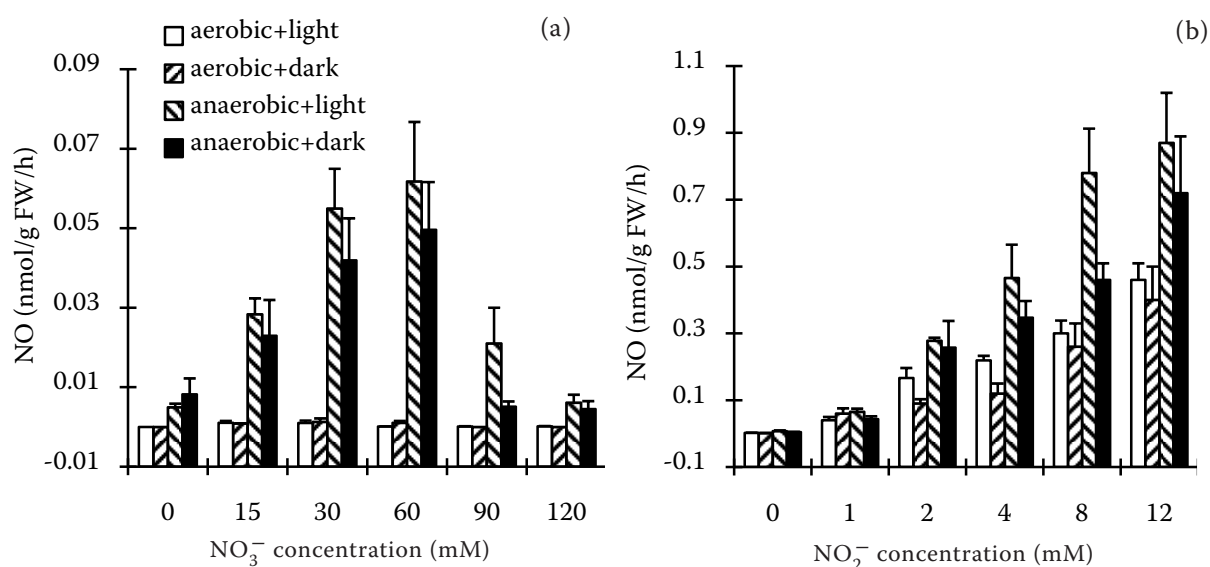 (a)
aerobic+light
aerobic+dark
anaerobic+light
anaerobic+dark
NO (nmol/g FW/h)
0.09
0.07
0.05
0.03
0.01
-0.01
0 15 30 60 90 120
NO₃⁻ concentration (mM)
(b)
NO (nmol/g FW/h)
1.1
0.9
0.7
0.5
0.3
0.1
-0.1
0 1 2 4 8 12
NO₂⁻ concentration (mM)